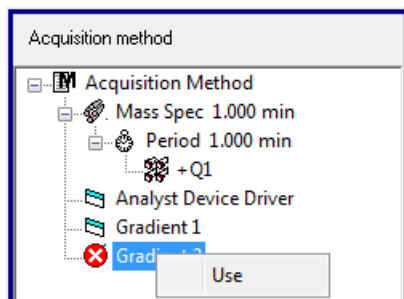 Acquisition method
Acquisition Method
Mass Spec 1.000 min
Period 1.000 min
+Q1
Analyst Device Driver
Gradient 1
Use